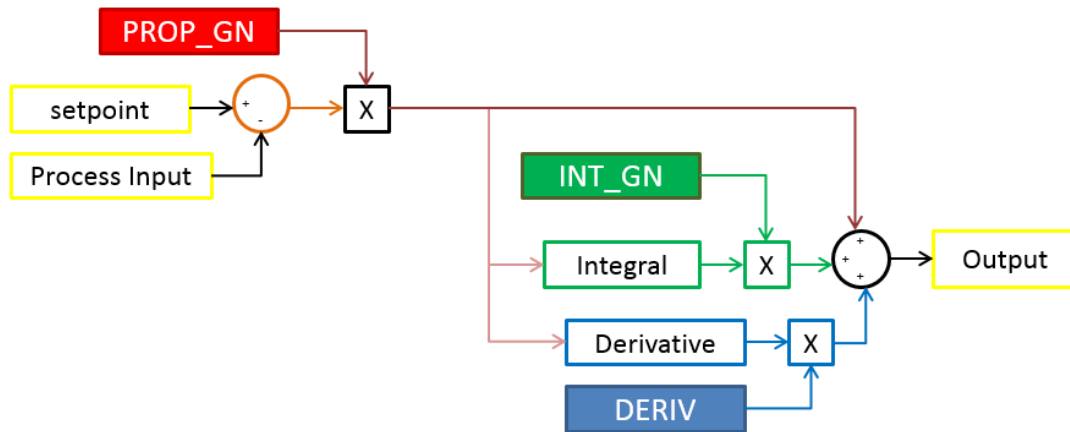 PROP_GN
setpoint
+
-
X
Process Input
INT_GN
Integral
X
+
+
+
Output
Derivative
X
DERIV